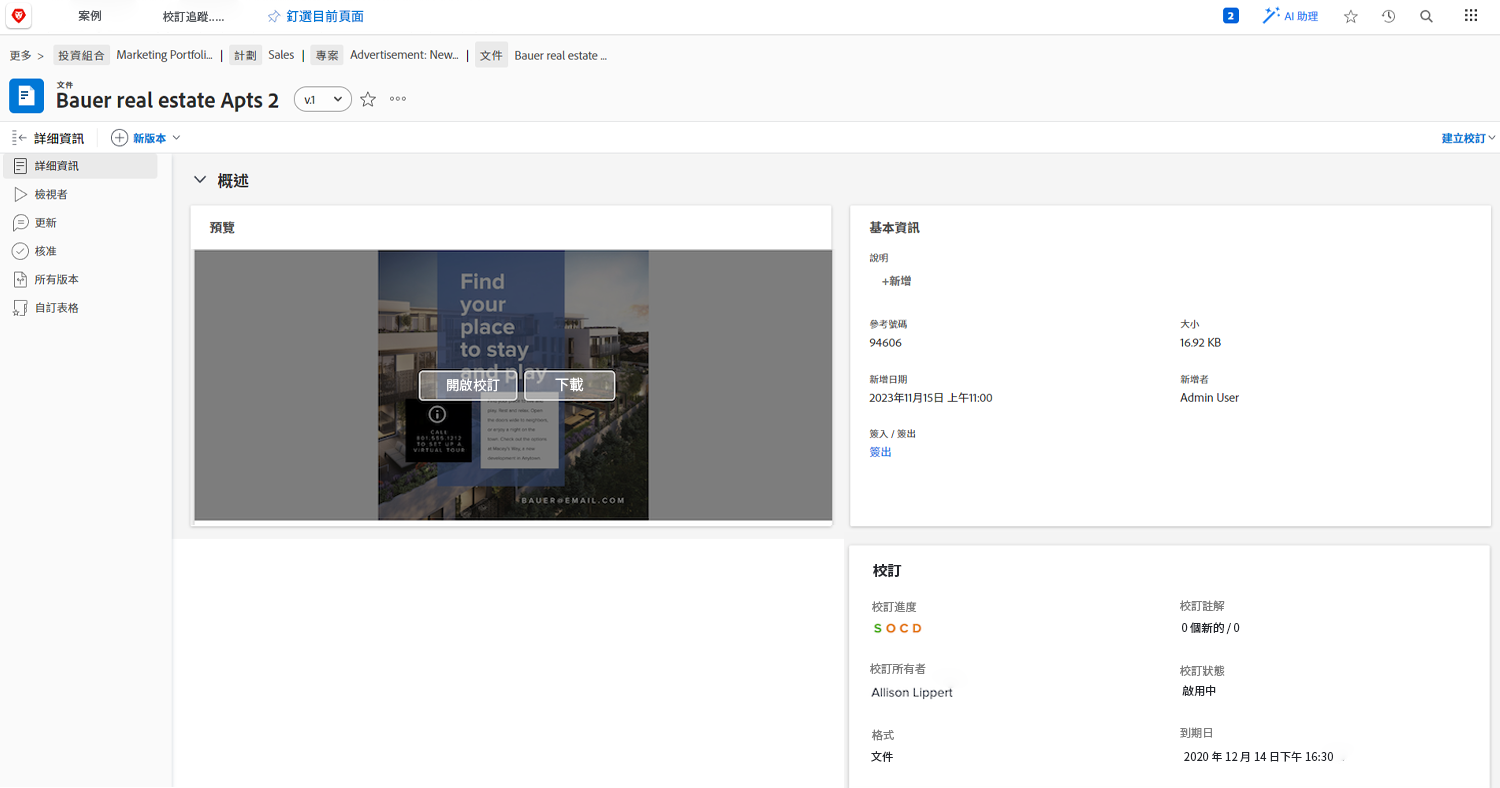 案例
校訂追蹤.....
釘選目前頁面
2
AI 助理
更多 >
投資組合 Marketing Portfoli... | 計劃 Sales | 專案 Advertisement: New... | 文件 Bauer real estate ...
文件
Bauer real estate Apts 2
v.1
詳細資訊
新版本
建立校訂
詳細資訊
檢視者
更新
核准
所有版本
自訂表格
概述
預覽
Find
your
place
to stay
and play
開啟校訂
下載
CALL
801.555.1212
TO SET UP A
VIRTUAL TOUR
play. Rest and relax. Open
the doors wide to neighbors,
or enjoy a night on the
town. Check out the options
at Marcy's Way, a new
development in Anytown.
BAUER@EMAIL.COM
基本資訊
說明
+新增
參考號碼
94606
大小
16.92 KB
新增日期
2023年11月15日 上午11:00
新增者
Admin User
簽入 / 簽出
簽出
校訂
校訂進度
S O C D
校訂註解
0 個新的 / 0
校訂所有者
Allison Lippert
校訂狀態
啟用中
格式
文件
到期日
2020 年 12 月 14 日下午 16:30